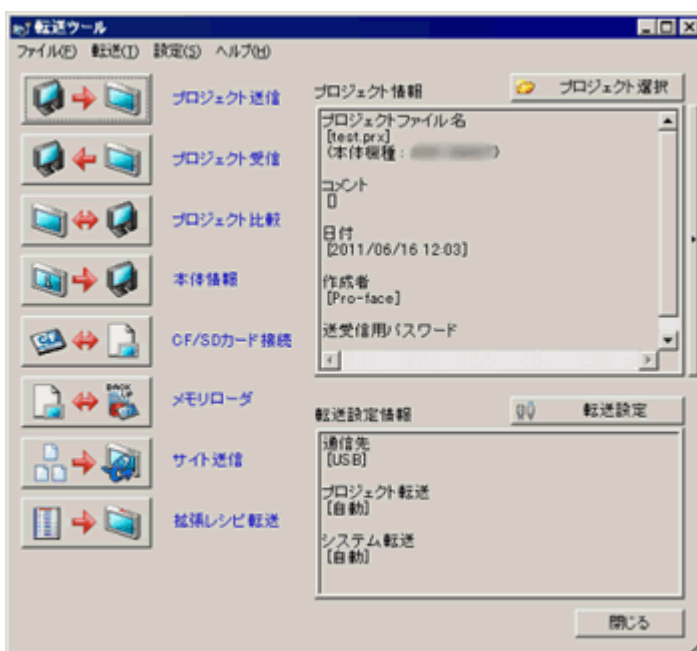 転送ツール
ファイル(F) 転送(T) 設定(S) ヘルプ(H)
プロジェクト送信
プロジェクト受信
プロジェクト比較
本体情報
CF/SDカード接続
メモリローダ
サイト送信
拡張レシピ転送
プロジェクト情報
プロジェクト選択
プロジェクトファイル名
[test.prx]
(本体機種 : )
コメント
[]
日付
[2011/06/16 12:03]
作成者
[Pro-face]
送受信用パスワード
転送設定情報
転送設定
通信先
[USB]
プロジェクト転送
[自動]
システム転送
[自動]
閉じる